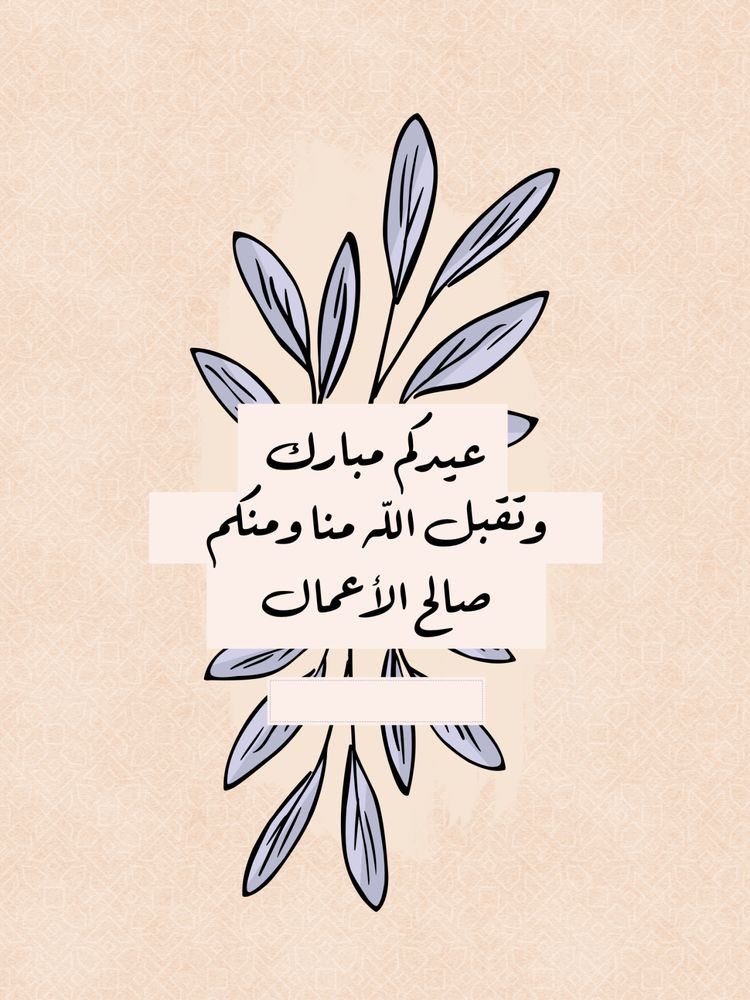 عيدكم مبارك
وتقبل الله منا ومنكم
صالح الأعمال